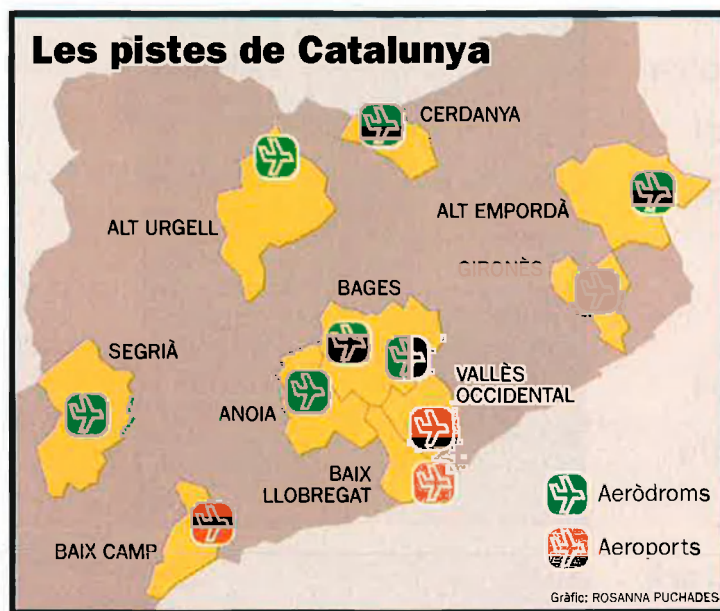 Les pistes de Catalunya
CERDANYA
ALT URGELL
ALT EMPORDÀ
GIRONÈS
BAGES
SEGRIÀ
VALLÈS
OCCIDENTAL
ANOIA
BAIX
LLOBREGAT
BAIX CAMP
Aeròdroms
Aeroports
Gràfic: ROSANNA PUCHADES